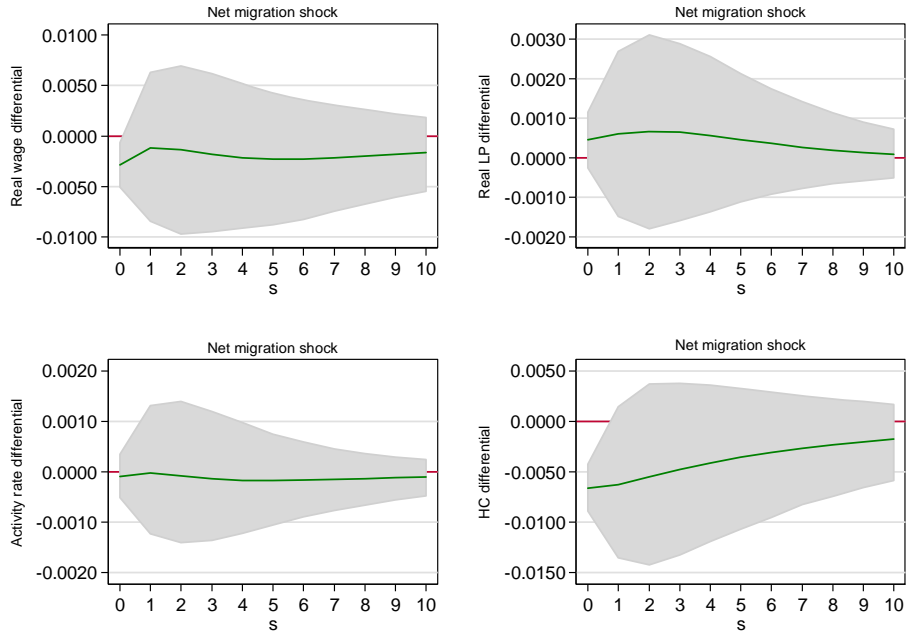 Net migration shock
Real wage differential
0.0100
0.0050
0.0000
-0.0050
-0.0100
0 1 2 3 4 5 6 7 8 9 10
s
Net migration shock
Real LP differential
0.0030
0.0020
0.0010
0.0000
-0.0010
-0.0020
0 1 2 3 4 5 6 7 8 9 10
s
Net migration shock
Activity rate differential
0.0020
0.0010
0.0000
-0.0010
-0.0020
0 1 2 3 4 5 6 7 8 9 10
s
Net migration shock
HC differential
0.0050
0.0000
-0.0050
-0.0100
-0.0150
0 1 2 3 4 5 6 7 8 9 10
s